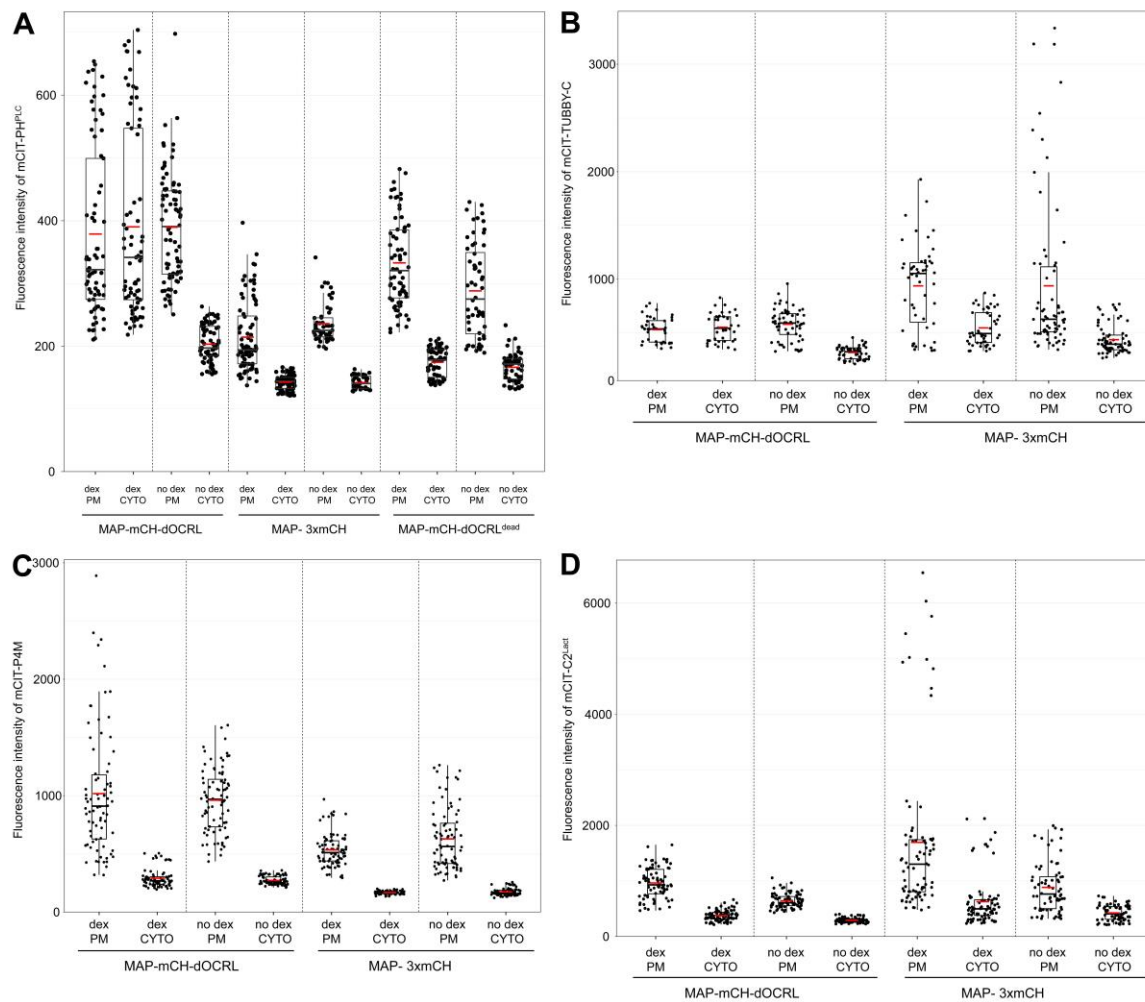 A
Fluorescence intensity of mCIT-PHᴾᴸᶜ
600
400
200
0
dex PM
dex CYTO
no dex PM
no dex CYTO
dex PM
dex CYTO
no dex PM
no dex CYTO
dex PM
dex CYTO
no dex PM
no dex CYTO
MAP-mCH-dOCRL
MAP- 3xmCH
MAP-mCH-dOCRLᵈᵉᵃᵈ
B
Fluorescence intensity of mCIT-TUBBY-C
3000
2000
1000
0
dex PM
dex CYTO
no dex PM
no dex CYTO
dex PM
dex CYTO
no dex PM
no dex CYTO
MAP-mCH-dOCRL
MAP- 3xmCH
C
Fluorescence intensity of mCIT-P4M
3000
2000
1000
0
dex PM
dex CYTO
no dex PM
no dex CYTO
dex PM
dex CYTO
no dex PM
no dex CYTO
MAP-mCH-dOCRL
MAP- 3xmCH
D
Fluorescence intensity of mCIT-C2ᴸᵃᶜᵗ
6000
4000
2000
0
dex PM
dex CYTO
no dex PM
no dex CYTO
dex PM
dex CYTO
no dex PM
no dex CYTO
MAP-mCH-dOCRL
MAP - 3xmCH